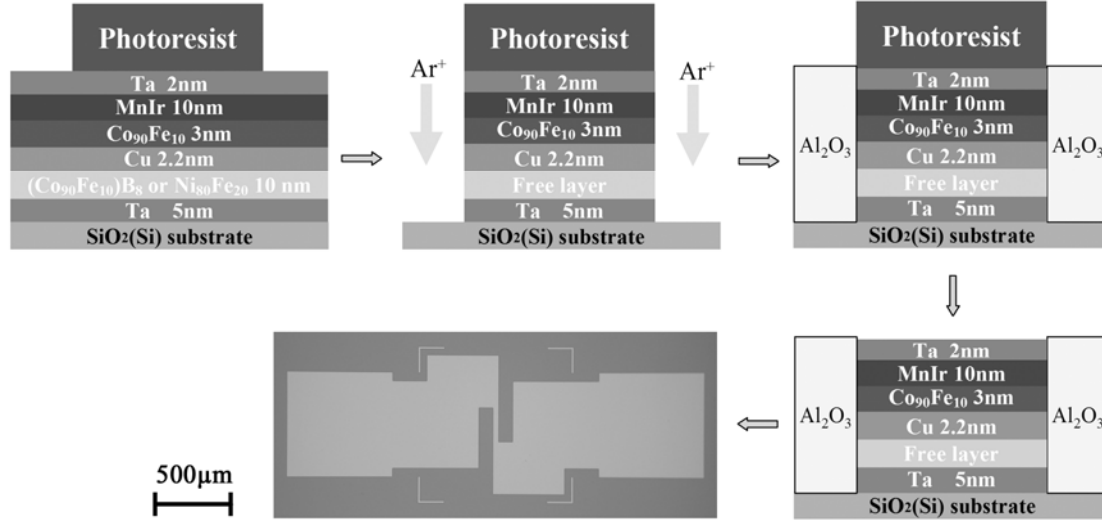 Photoresist
Ta 2nm
MnIr 10nm
Co₉₀Fe₁₀ 3nm
Cu 2.2nm
(Co₉₀Fe₁₀)B₈ or Ni₈₀Fe₂₀ 10 nm
Ta 5nm
SiO₂(Si) substrate
Ar⁺
Ar⁺
Photoresist
Ta 2nm
MnIr 10nm
Co₉₀Fe₁₀ 3nm
Cu 2.2nm
Free layer
Ta 5nm
SiO₂(Si) substrate
Photoresist
Ta 2nm
MnIr 10nm
Co₉₀Fe₁₀ 3nm
Cu 2.2nm
Free layer
Ta 5nm
SiO₂(Si) substrate
Al₂O₃
Al₂O₃
Ta 2nm
MnIr 10nm
Co₉₀Fe₁₀ 3nm
Cu 2.2nm
Free layer
Ta 5nm
SiO₂(Si) substrate
Al₂O₃
Al₂O₃
500μm